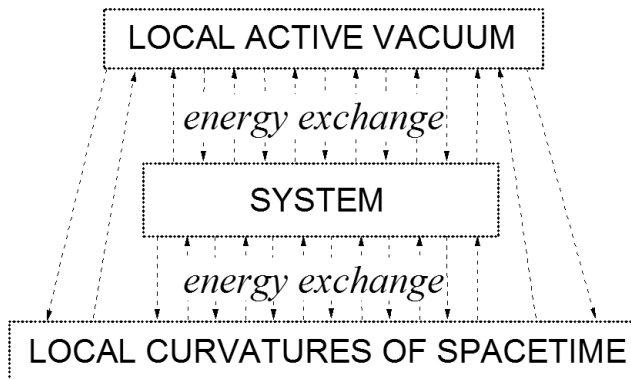 LOCAL ACTIVE VACUUM
energy exchange
SYSTEM
energy exchange
LOCAL CURVATURES OF SPACETIME